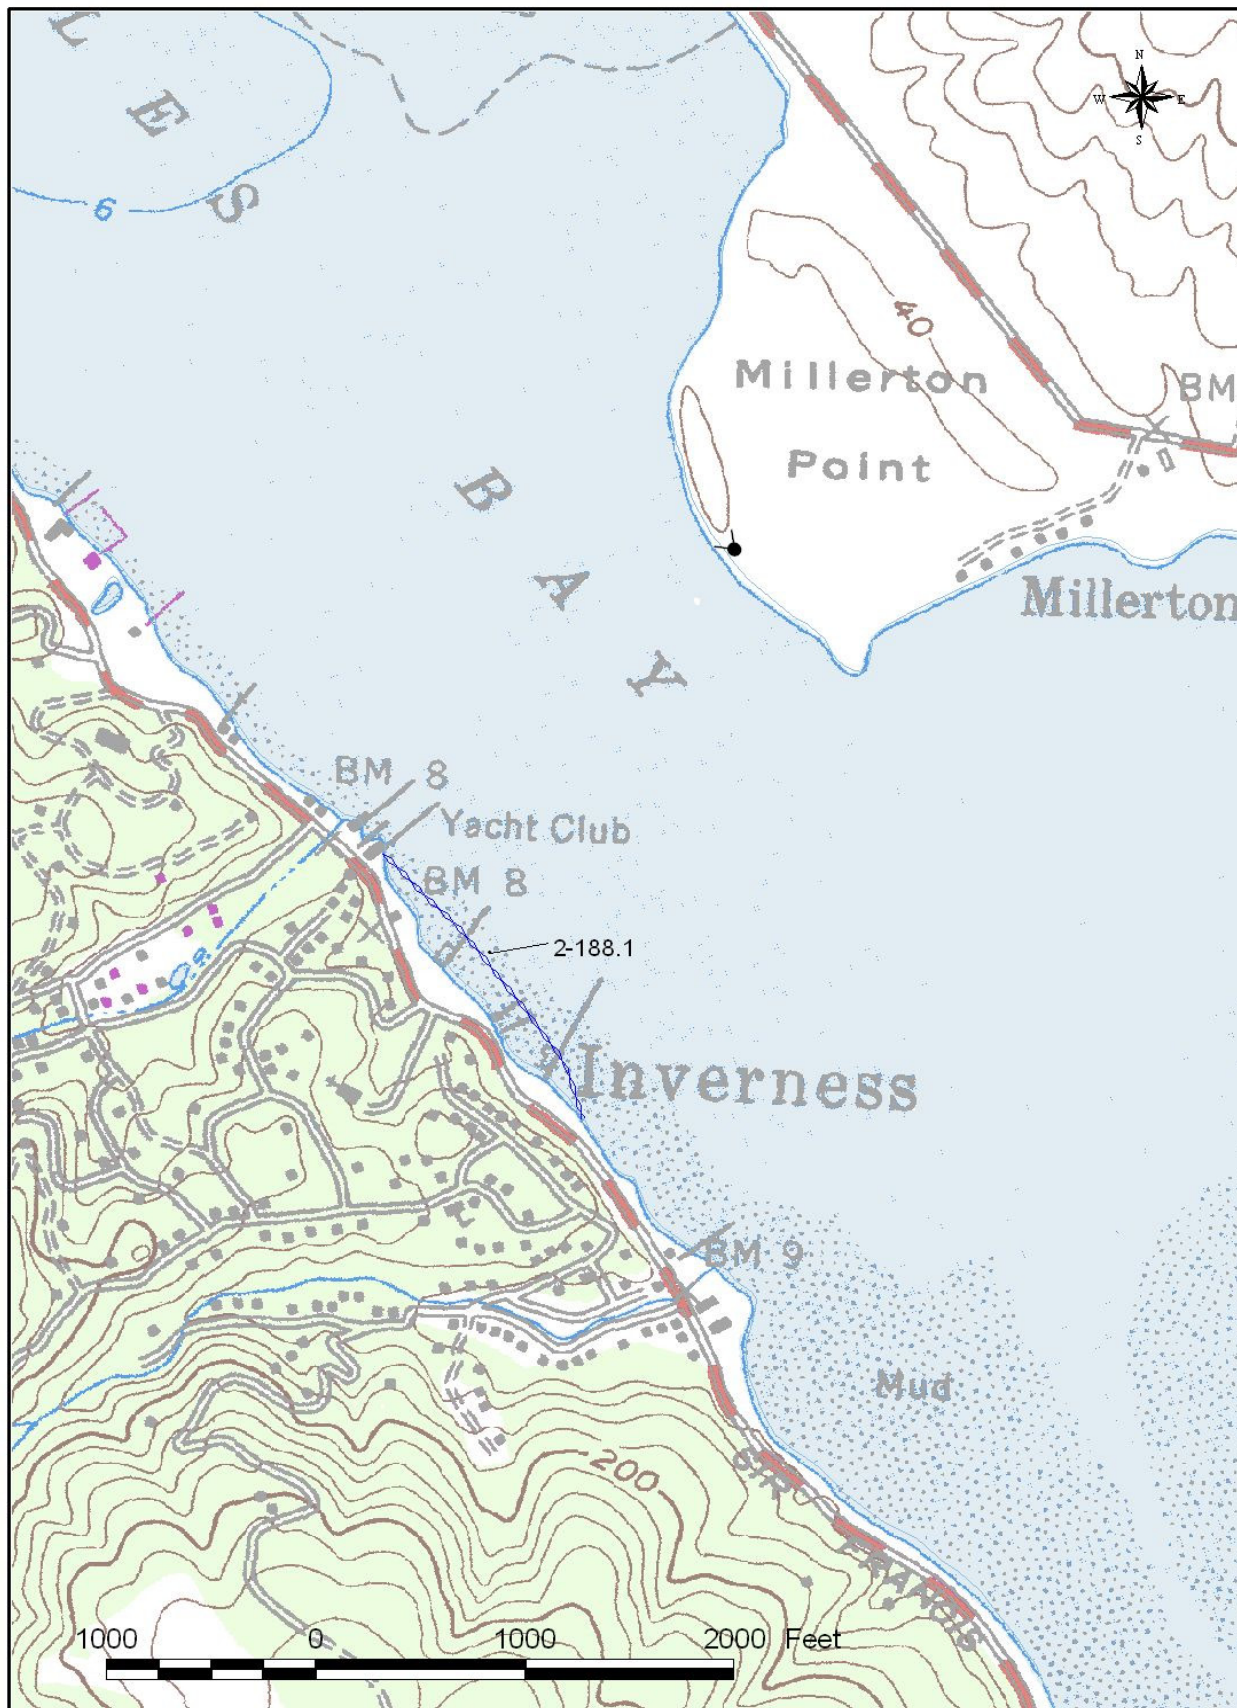 L
E
S
N
W E
S
6
40
Millerton
Point
BM
B
A
Y
Millerton
BM 8
Yacht Club
BM 8
2-188.1
Inverness
BM 9
Mud
200
SIR FRANCIS
1000 0 1000 2000 Feet